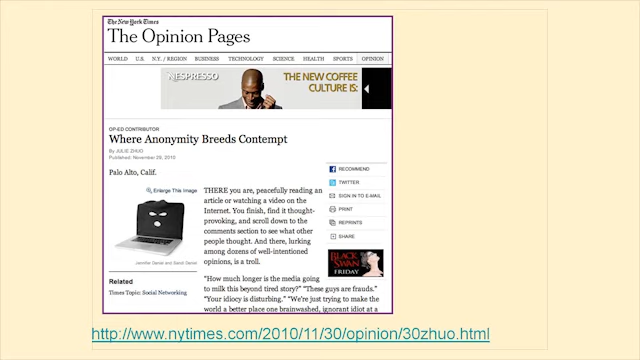 The New York Times
The Opinion Pages
WORLD U.S. N.Y. / REGION BUSINESS TECHNOLOGY SCIENCE HEALTH SPORTS OPINION
NESPRESSO
THE NEW COFFEE
CULTURE IS:
OP-ED CONTRIBUTOR
Where Anonymity Breeds Contempt
By JULIE ZHUO
Published: November 29, 2010
Palo Alto, Calif.
Enlarge This Image
Jennifer Daniel and Santi Daniel
Related
Times Topic: Social Networking
THERE you are, peacefully reading an
article or watching a video on the
Internet. You finish, find it thought-
provoking, and scroll down to the
comments section to see what other
people thought. And there, lurking
among dozens of well-intentioned
opinions, is a troll.
"How much longer is the media going
to milk this beyond tired story?" "These guys are frauds."
"Your idiocy is disturbing." "We're just trying to make the
world a better place one brainwashed, ignorant idiot at a
RECOMMEND
TWITTER
SIGN IN TO E-MAIL
PRINT
REPRINTS
SHARE
BLACK
SWAN
FRIDAY
http://www.nytimes.com/2010/11/30/opinion/30zhuo.html